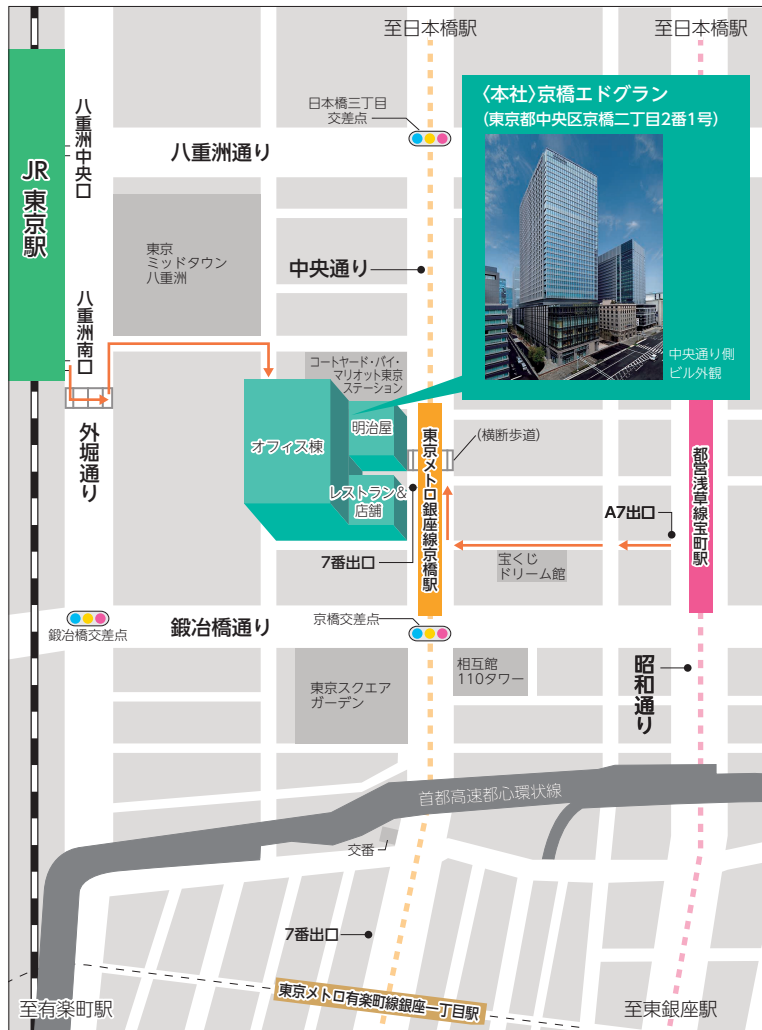 至日本橋駅
至日本橋駅
日本橋三丁目
交差点
〈本社〉京橋エドグラン
(東京都中央区京橋二丁目2番1号)
中央通り側
ビル外観
八重洲中央口
八重洲通り
JR 東京駅
東京
ミッドタウン
八重洲
中央通り
八重洲南口
コートヤード・バイ・
マリオット東京
ステーション
明治屋
オフィス棟
(横断歩道)
外堀通り
東京メトロ銀座線京橋駅
都営浅草線宝町駅
レストラン&
店舗
A7出口
7番出口
宝くじ
ドリーム館
鍛冶橋交差点
鍛冶橋通り
京橋交差点
相互館
110タワー
昭和通り
東京スクエア
ガーデン
首都高速都心環状線
交番
7番出口
東京メトロ有楽町線銀座一丁目駅
至有楽町駅
至東銀座駅